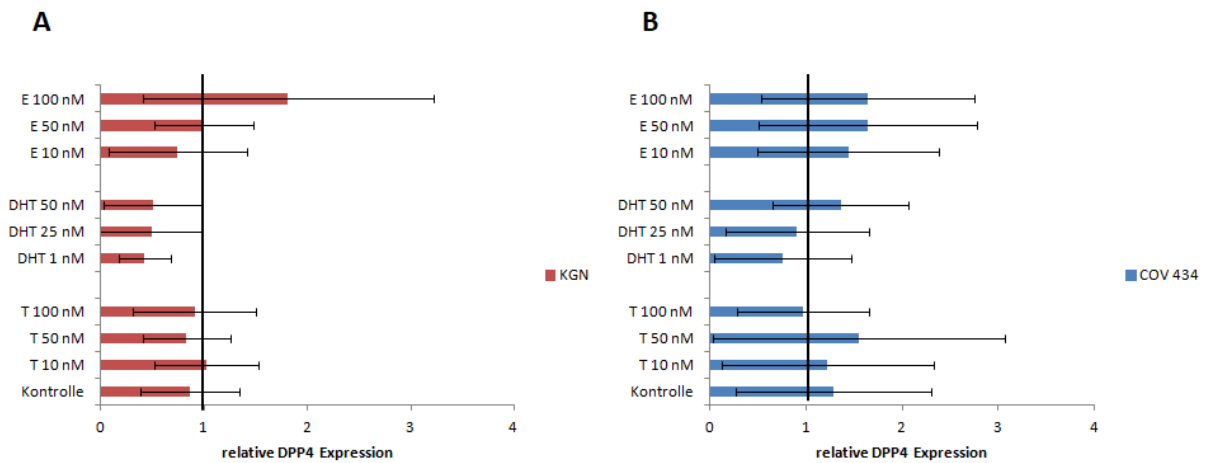 A
E 100 nM
E 50 nM
E 10 nM
DHT 50 nM
DHT 25 nM
DHT 1 nM
T 100 nM
T 50 nM
T 10 nM
Kontrolle
0 1 2 3 4
relative DPP4 Expression
KGN
B
E 100 nM
E 50 nM
E 10 nM
DHT 50 nM
DHT 25 nM
DHT 1 nM
T 100 nM
T 50 nM
T 10 nM
Kontrolle
0 1 2 3 4
relative DPP4 Expression
COV 434